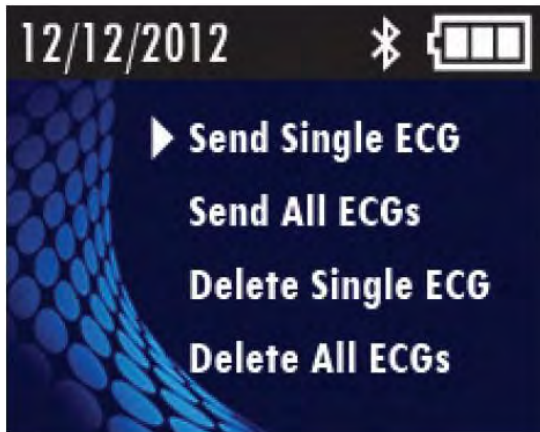 12/12/2012
Send Single ECG
Send All ECGs
Delete Single ECG
Delete All ECGs